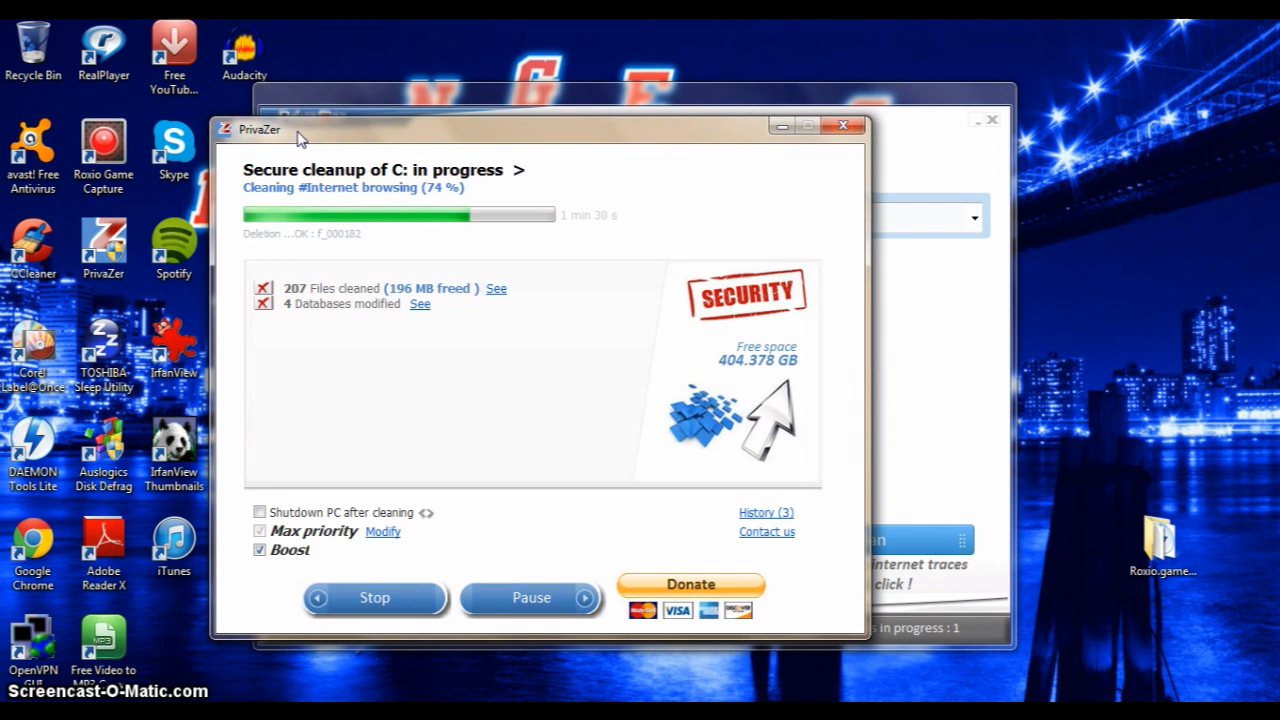 Recycle Bin
RealPlayer
Free
YouTub...
Audacity
avast! Free
Antivirus
Roxio Game
Capture
Skype
CCleaner
PrivaZer
Spotify
Corel
Label@Once
TOSHIBA
Sleep Utility
IrfanView
DAEMON
Tools Lite
Auslogics
Disk Defrag
IrfanView
Thumbnails
Google
Chrome
Adobe
Reader X
iTunes
OpenVPN
GUI
Free Video to
MP3
N G E
PrivaZer
Secure cleanup of C: in progress >
Cleaning #Internet browsing (74 %)
1 min 30 s
Deletion ...OK : f_000182
207 Files cleaned (196 MB freed ) See
4 Databases modified See
SECURITY
Free space
404.378 GB
Shutdown PC after cleaning
Max priority Modify
Boost
History (3)
Contact us
Stop
Pause
Donate
MasterCard
VISA
DISCOVER
an
internet traces
click !
s in progress : 1
Roxio.game...
Screencast-O-Matic.com